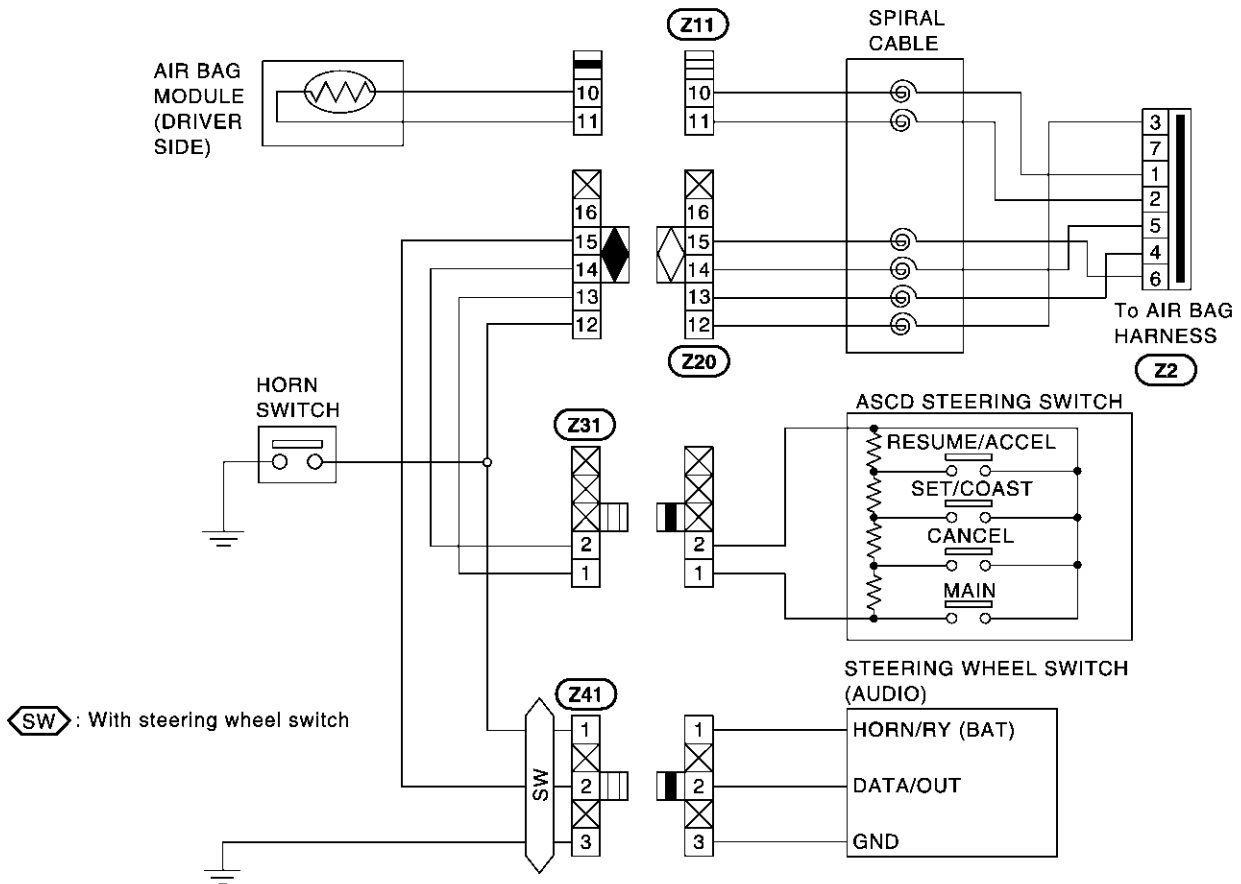 Z11
SPIRAL
CABLE
AIR BAG
MODULE
(DRIVER
SIDE)
10
11
10
11
3
7
1
2
5
4
6
16
15
14
13
12
16
15
14
13
12
To AIR BAG
HARNESS
Z2
Z20
HORN
SWITCH
Z31
2
1
2
1
ASCD STEERING SWITCH
RESUME/ACCEL
SET/COAST
CANCEL
MAIN
STEERING WHEEL SWITCH
(AUDIO)
SW : With steering wheel switch
Z41
SW
1
2
3
1
2
3
HORN/RY (BAT)
DATA/OUT
GND